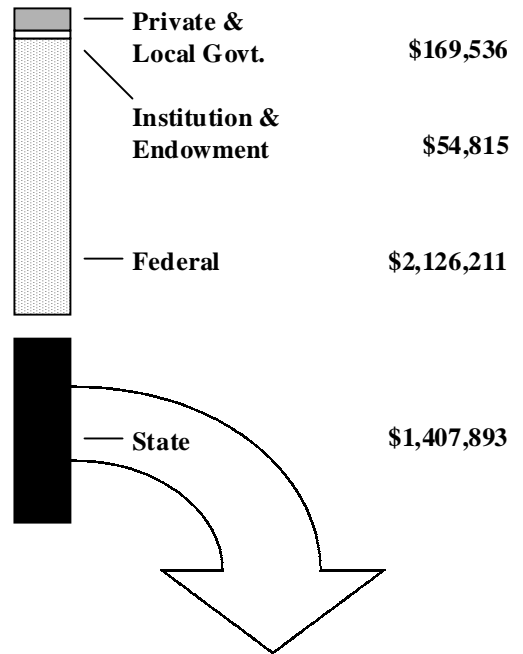 Private &
Local Govt. $169,536
Institution &
Endowment $54,815
Federal $2,126,211
State $1,407,893